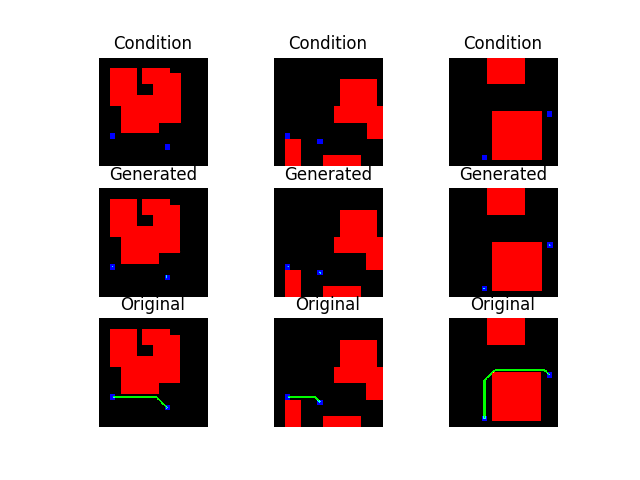 Condition Condition Condition
Generated Generated Generated
Original Original Original